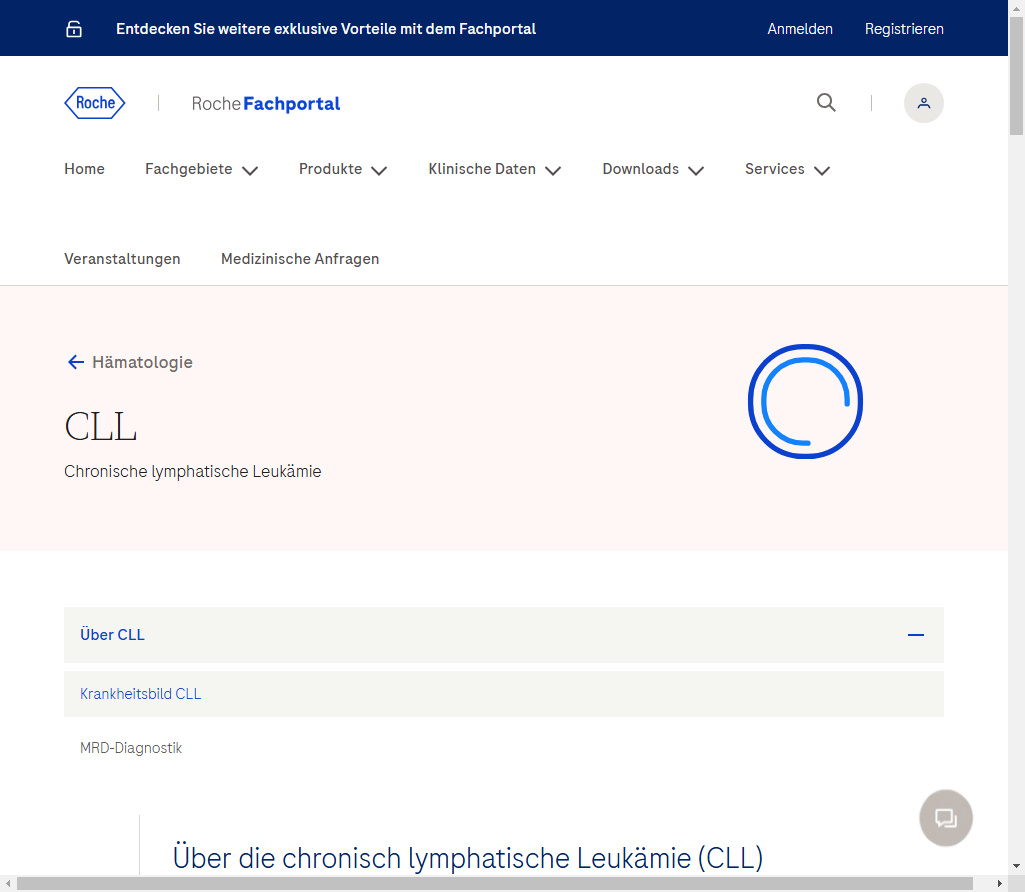 Entdecken Sie weitere exklusive Vorteile mit dem Fachportal
Anmelden
Registrieren
Roche
RocheFachportal
Home
Fachgebiete
Produkte
Klinische Daten
Downloads
Services
Veranstaltungen
Medizinische Anfragen
Hämatologie
CLL
Chronische lymphatische Leukämie
Über CLL
Krankheitsbild CLL
MRD-Diagnostik
Über die chronisch lymphatische Leukämie (CLL)